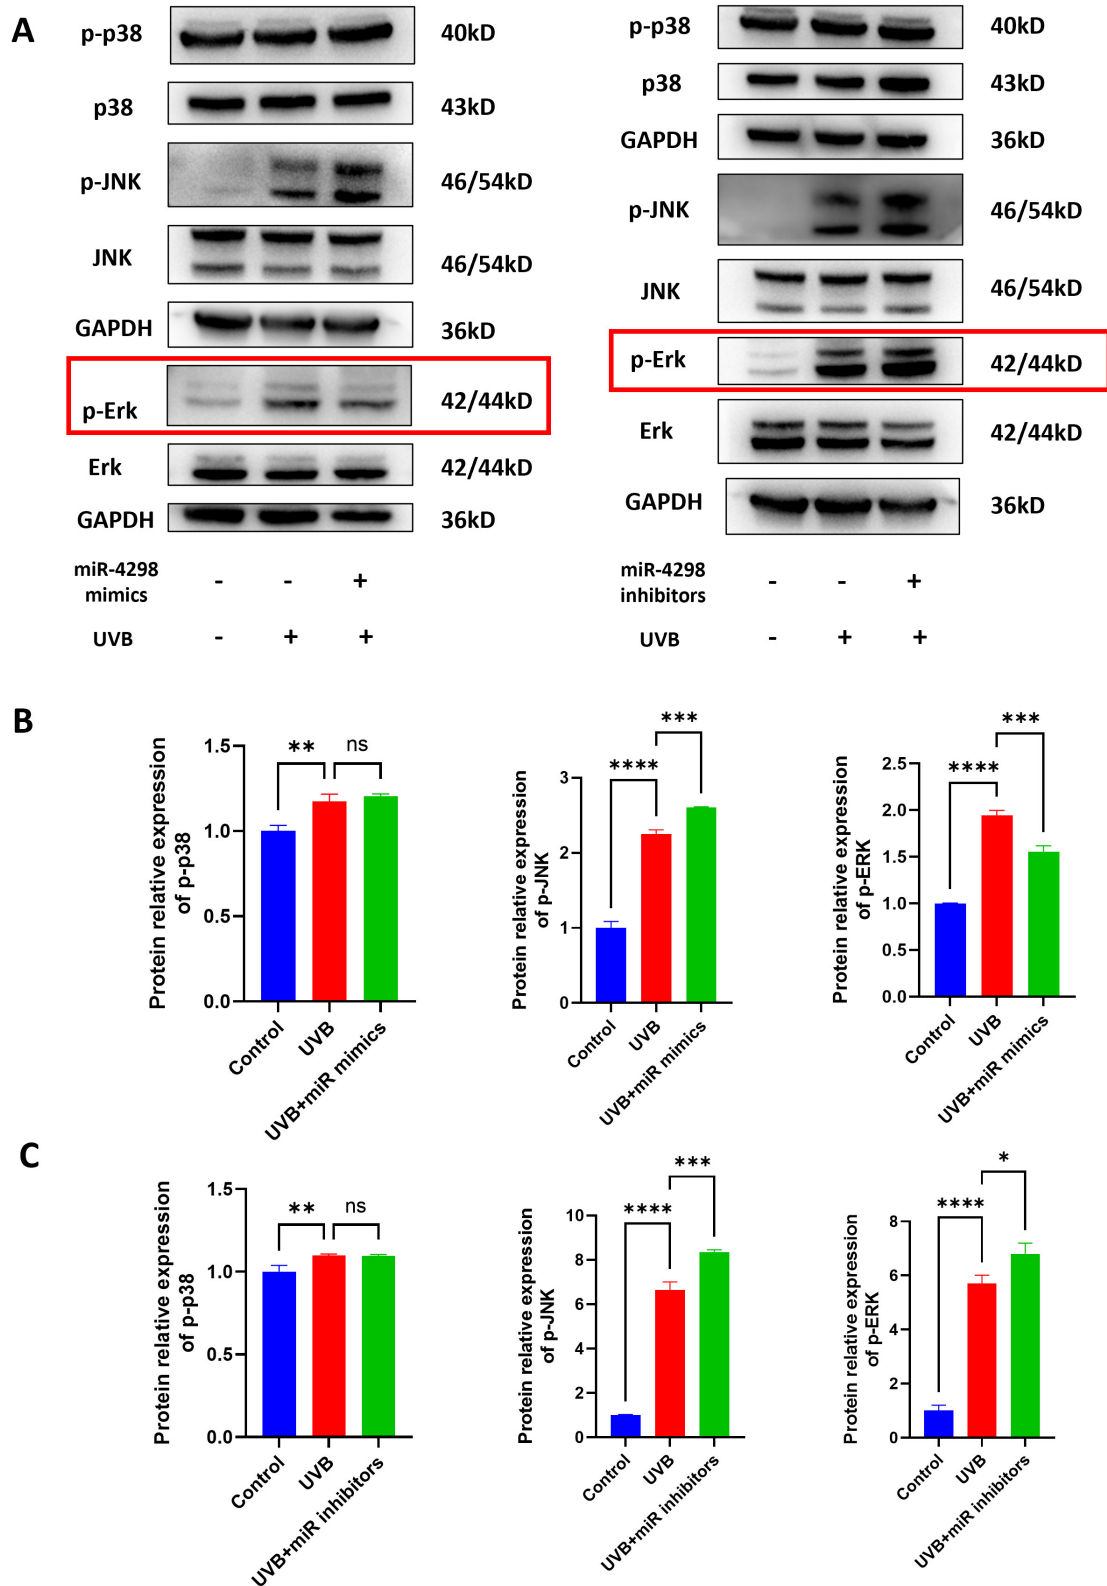 A
p-p38 40kD
p38 43kD
p-JNK 46/54kD
JNK 46/54kD
GAPDH 36kD
p-Erk 42/44kD
Erk 42/44kD
GAPDH 36kD
miR-4298
mimics - - +
UVB - + +
p-p38 40kD
p38 43kD
GAPDH 36kD
p-JNK 46/54kD
JNK 46/54kD
p-Erk 42/44kD
Erk 42/44kD
GAPDH 36kD
miR-4298
inhibitors - - +
UVB - + +
B
Protein relative expression
of p-p38
1.5
1.0
0.5
0.0
** ns
Control
UVB
UVB+miR mimics
Protein relative expression
of p-JNK
3
2
1
0
**** ***
Control
UVB
UVB+miR mimics
Protein relative expression
of p-ERK
2.5
2.0
1.5
1.0
0.5
0.0
**** ***
Control
UVB
UVB+miR mimics
C
Protein relative expression
of p-p38
1.5
1.0
0.5
0.0
** ns
Control
UVB
UVB+miR inhibitors
Protein relative expression
of p-JNK
10
8
6
4
2
0
**** ***
Control
UVB
UVB+miR inhibitors
Protein relative expression
of p-ERK
8
6
4
2
0
**** *
Control
UVB
UVB+miR inhibitors